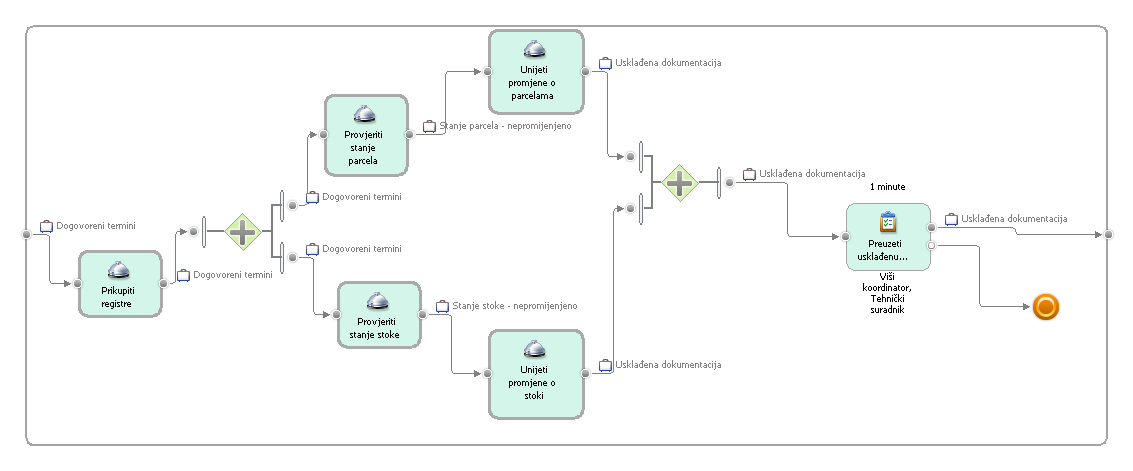 Dogovoreni termini
Prikupiti
registre
Dogovoreni termini
Dogovoreni termini
Provjeriti
stanje
parcela
Stanje parcela - nepromijenjeno
Unijeti
promjene o
parcelama
Usklađena dokumentacija
Dogovoreni termini
Provjeriti
stanje stoke
Stanje stoke - nepromijenjeno
Unijeti
promjene o
stoki
Usklađena dokumentacija
Usklađena dokumentacija
1 minute
Preuzeti
usklađenu...
Viši
koordinator,
Tehnički
suradnik
Usklađena dokumentacija